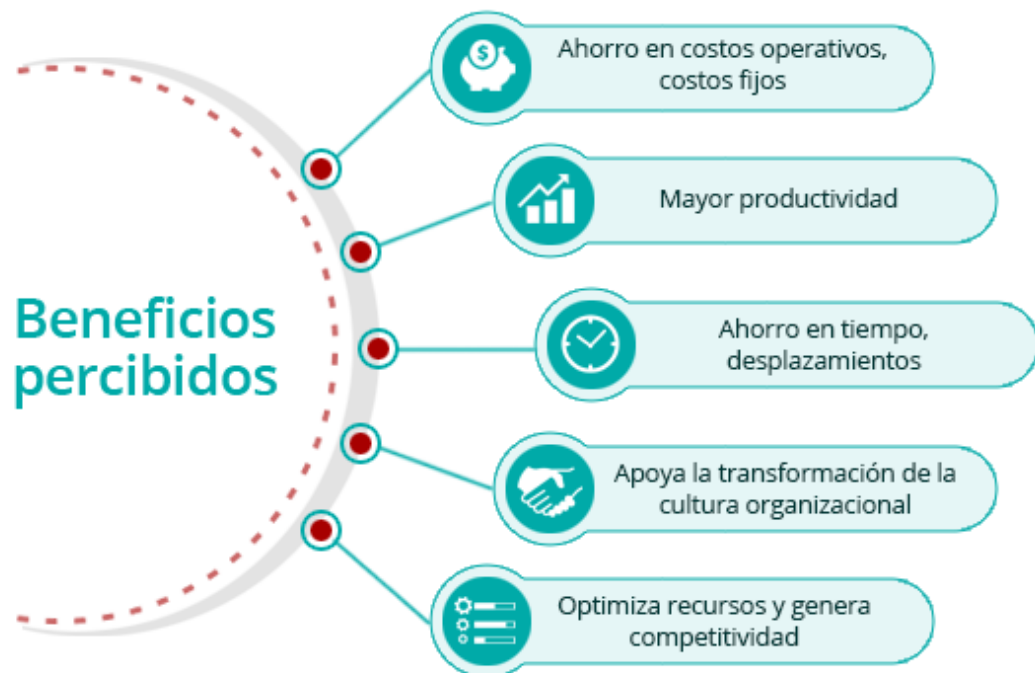 Ahorro en costos operativos,
costos fijos
Mayor productividad
Beneficios
percibidos
Ahorro en tiempo,
desplazamientos
Apoya la transformación de la
cultura organizacional
Optimiza recursos y genera
competitividad